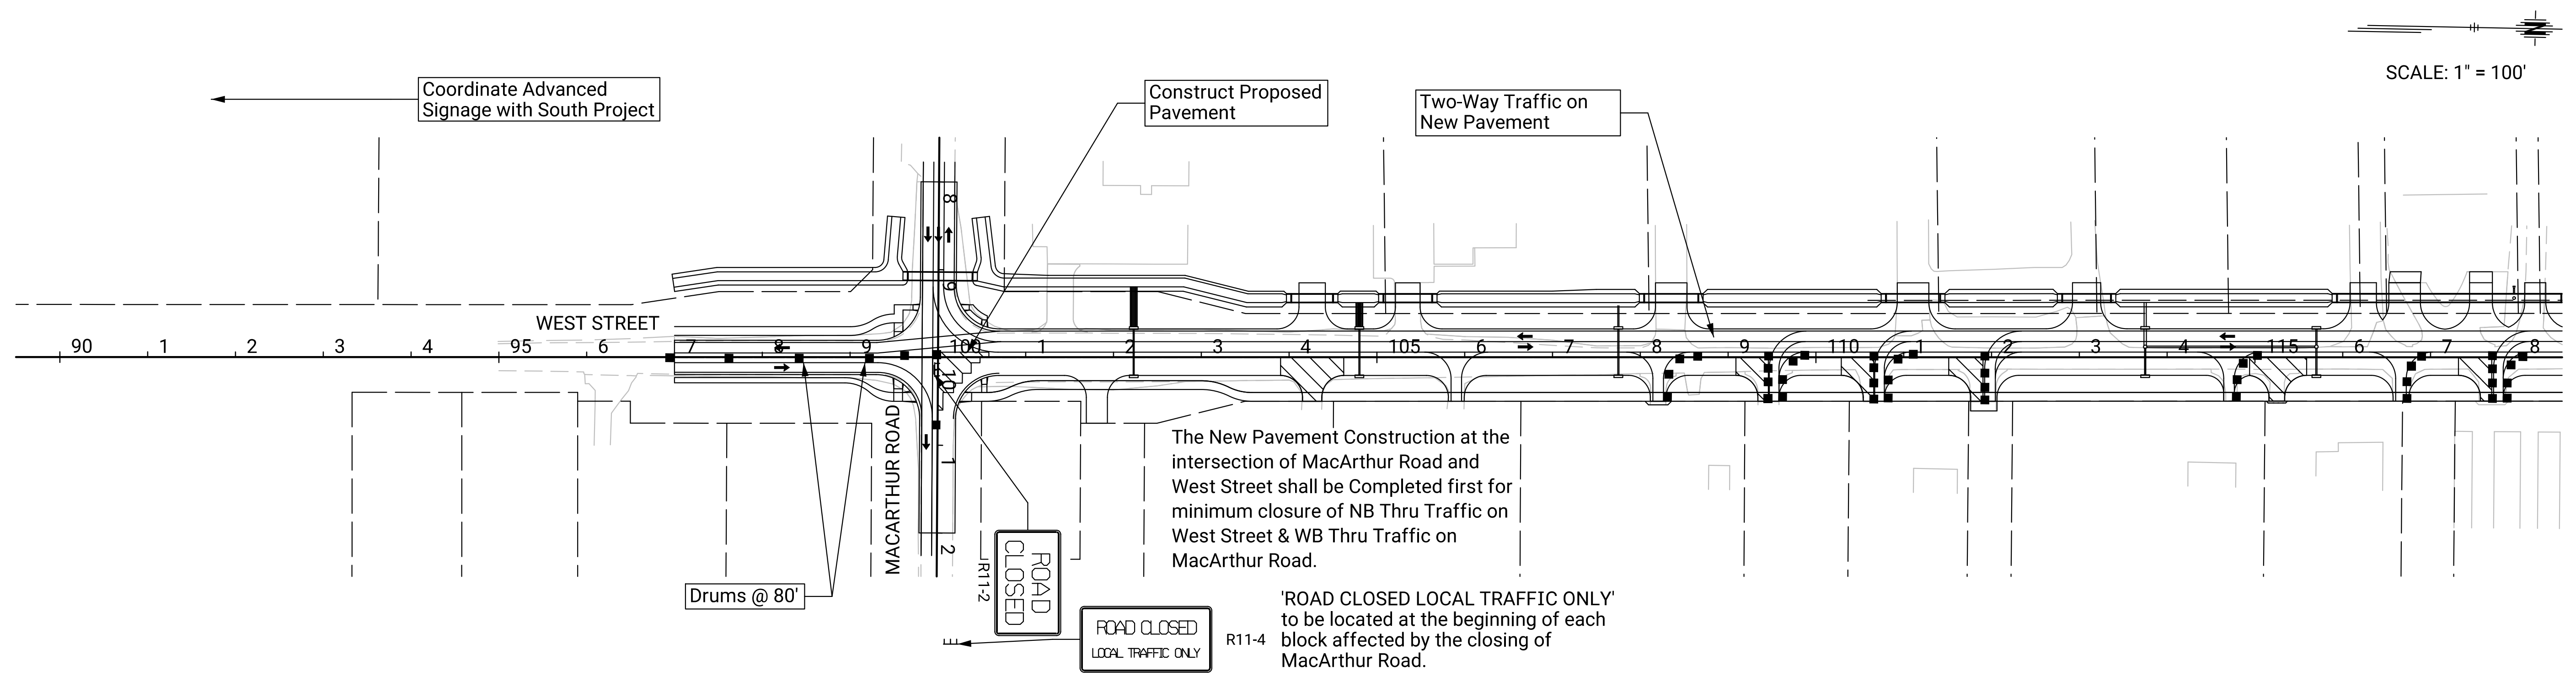 N
SCALE: 1" = 100'
Coordinate Advanced
Signage with South Project
Construct Proposed
Pavement
Two-Way Traffic on
New Pavement
WEST STREET
90 1 2 3 4 95 6 7 8 9 100 1 2 3 4 105 6 7 8 9 110 1 2 3 4 115 6 7 8
8
9
10
1
2
MACARTHUR ROAD
The New Pavement Construction at the
intersection of MacArthur Road and
West Street shall be Completed first for
minimum closure of NB Thru Traffic on
West Street & WB Thru Traffic on
MacArthur Road.
Drums @ 80'
R11-2
ROAD
CLOSED
ROAD CLOSED
LOCAL TRAFFIC ONLY
R11-4
'ROAD CLOSED LOCAL TRAFFIC ONLY'
to be located at the beginning of each
block affected by the closing of
MacArthur Road.